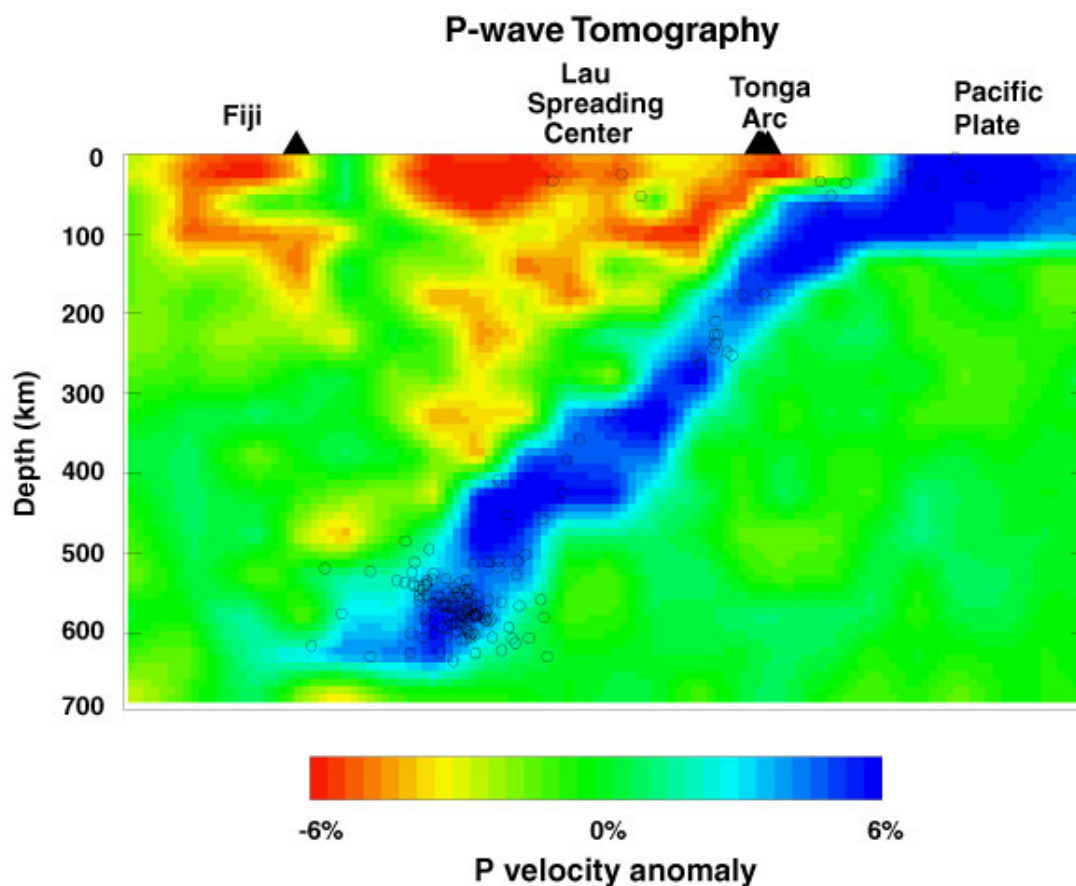 P-wave Tomography
Fiji
Lau
Spreading
Center
Tonga
Arc
Pacific
Plate
Depth (km)
0
100
200
300
400
500
600
700
-6%
0%
6%
P velocity anomaly